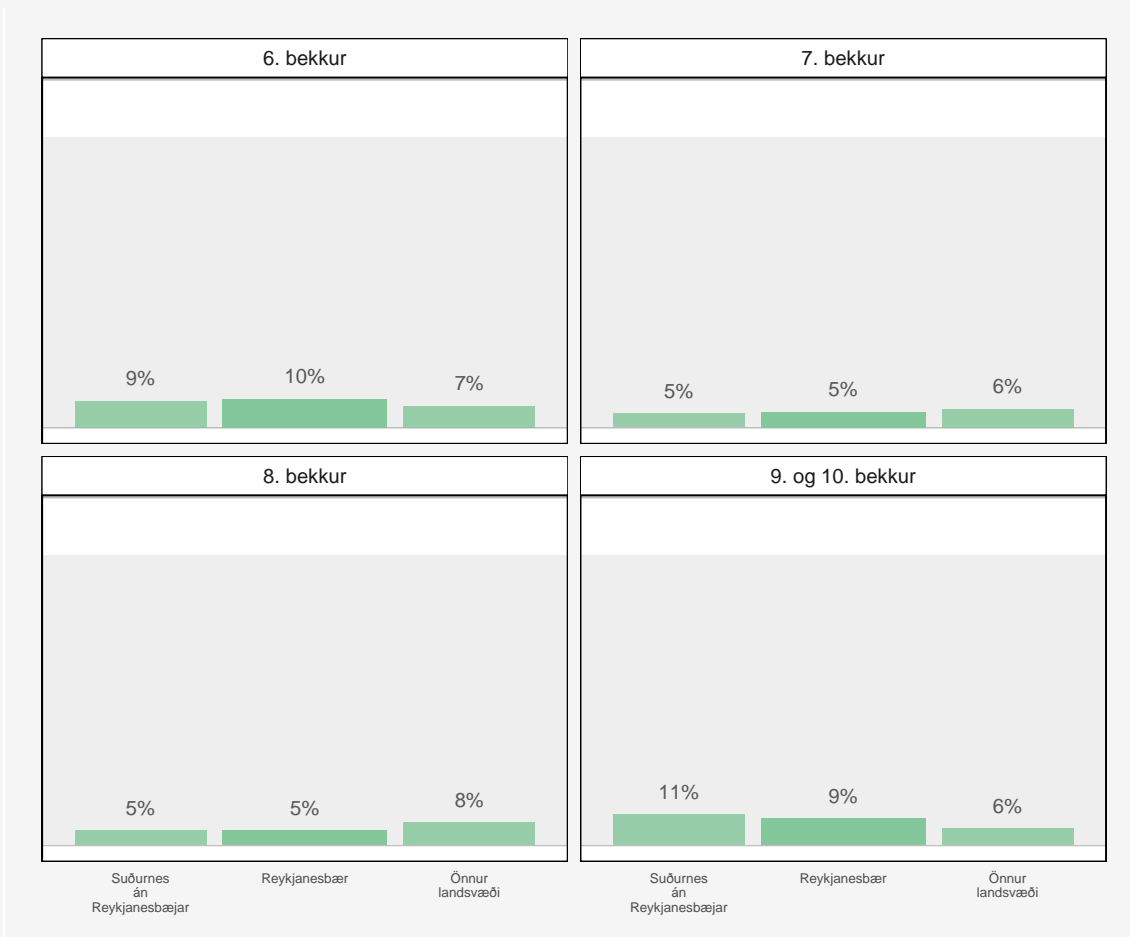 6. bekkur
7. bekkur
9%
10%
7%
5%
5%
6%
8. bekkur
9. og 10. bekkur
5%
5%
8%
11%
9%
6%
Suðurnes
án
Reykjanesbæjar
Reykjanesbær
Önnur
landsvæði
Suðurnes
án
Reykjanesbæjar
Reykjanesbær
Önnur
landsvæði